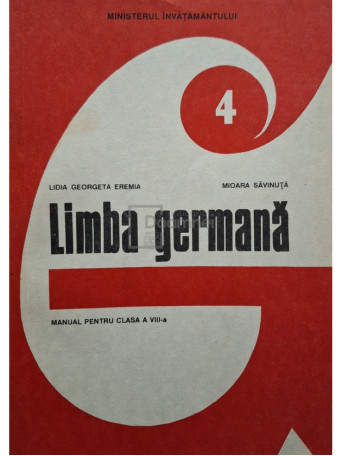 MINISTERUL ÎNVĂȚĂMÂNTULUI
4
LIDIA GEORGETA EREMIA
MIOARA SĂVINUȚĂ
Limba germană
MANUAL PENTRU CLASA A VIII-a